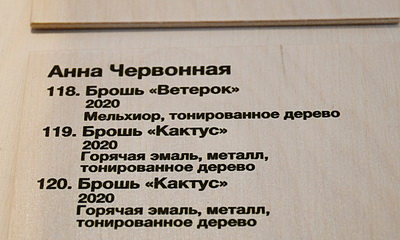 Анна Червонная
118. Брошь «Ветерок»
2020
Мельхиор, тонированное дерево
119. Брошь «Кактус»
2020
Горячая эмаль, металл,
тонированное дерево
120. Брошь «Кактус»
2020
Горячая эмаль, металл,
тонированное дерево